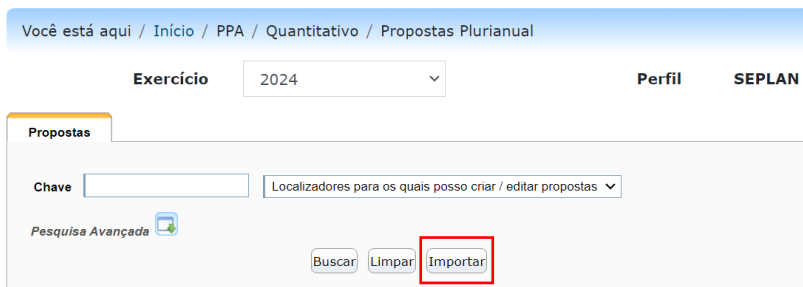 Você está aqui / Início / PPA / Quantitativo / Propostas Plurianual
Exercício 2024 Perfil SEPLAN
Propostas
Chave Localizadores para os quais posso criar / editar propostas
Pesquisa Avançada
Buscar Limpar Importar